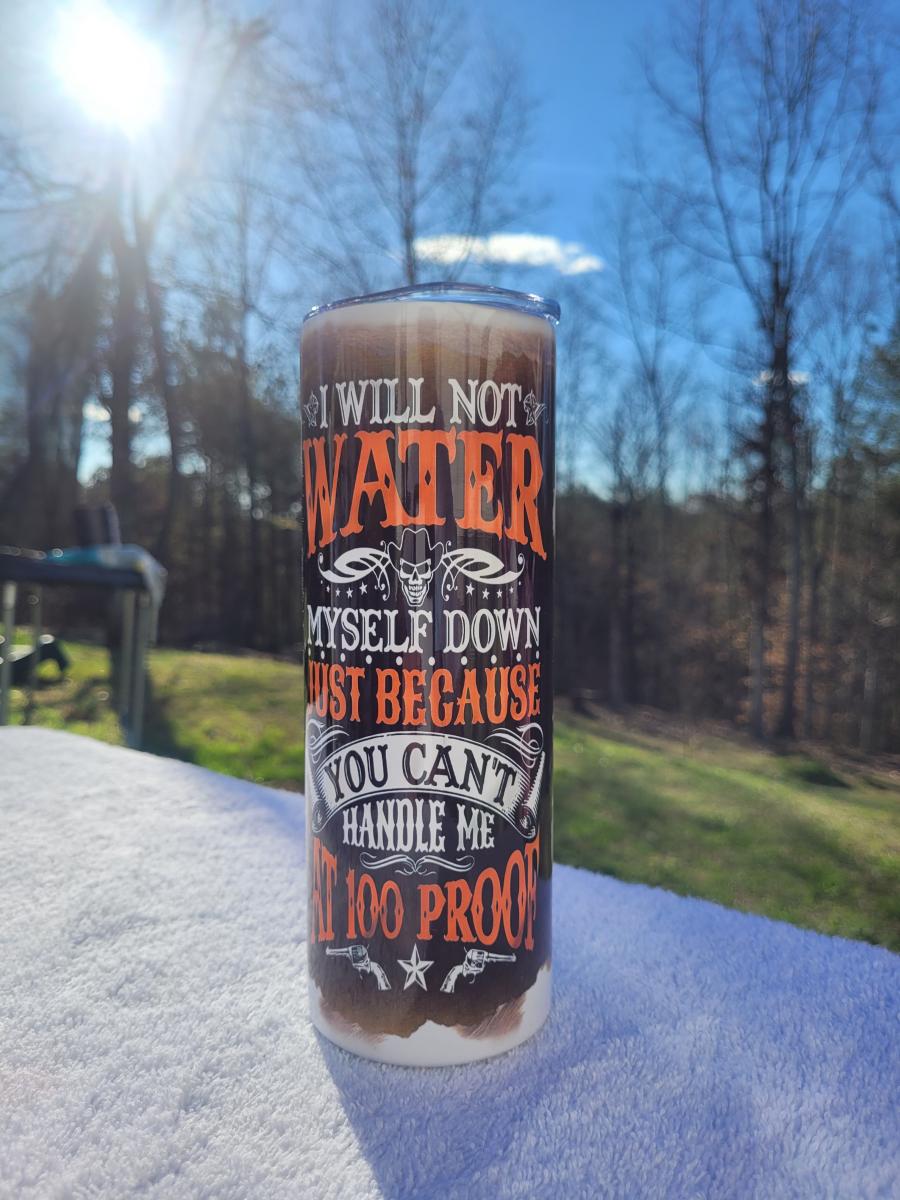 I WILL NOT
WATER
MYSELF DOWN
JUST BECAUSE
YOU CAN'T
HANDLE ME
AT 100 PROOF